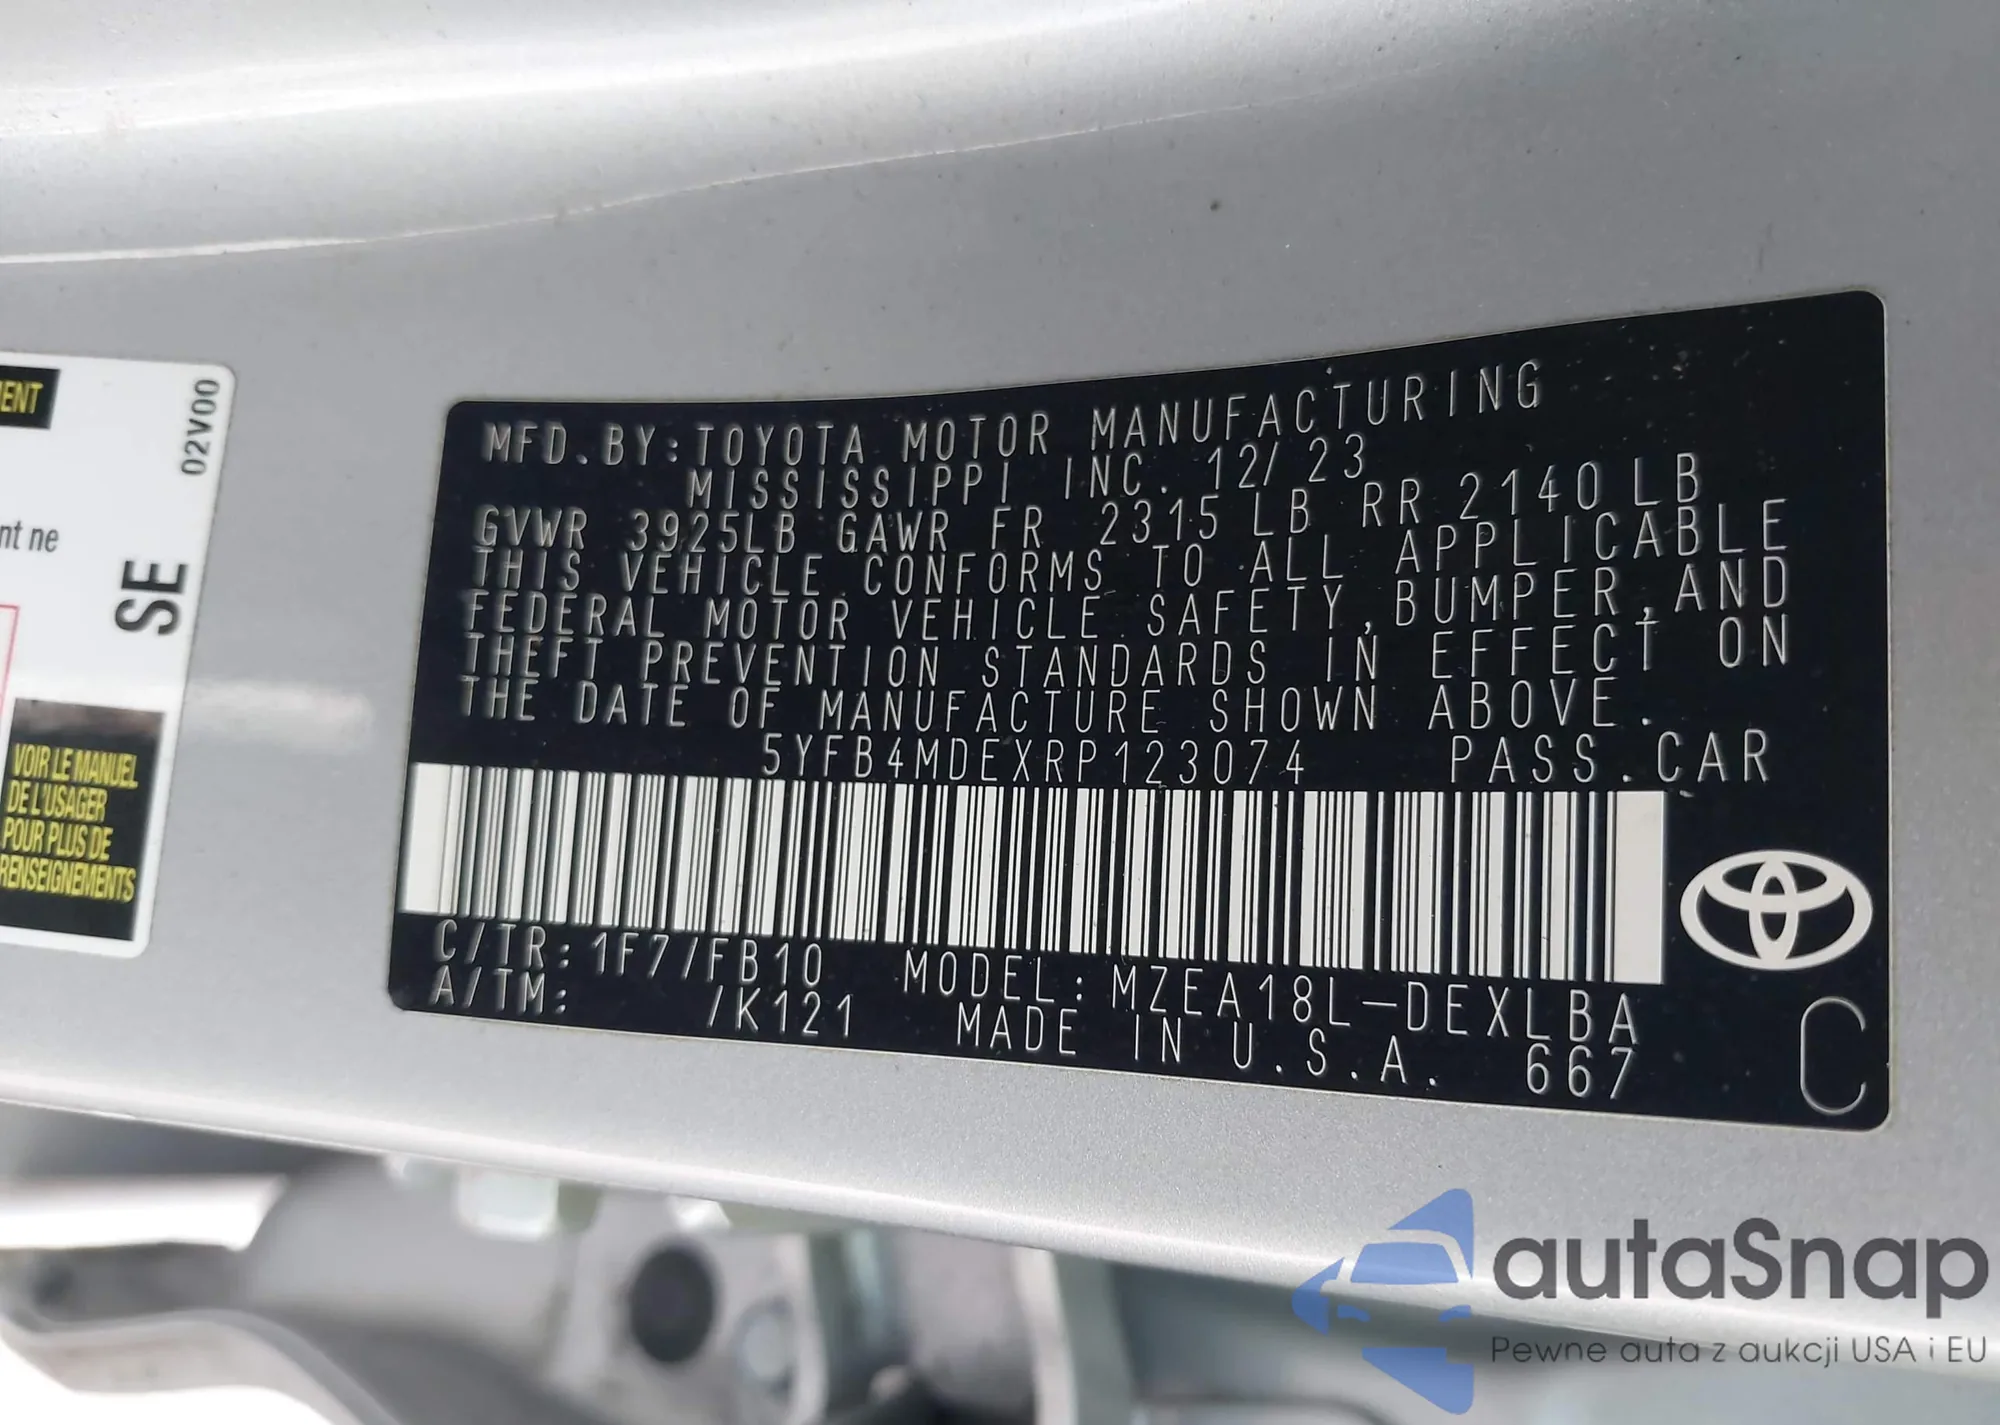 MENT
02V00
nt ne
SE
VOIR LE MANUEL
DE L'USAGER
POUR PLUS DE
RENSEIGNEMENTS
MFD. BY: TOYOTA MOTOR MANUFACTURING
MISSISSIPPI INC. 12/23
GVWR 3925LB GAWR FR 2315 LB RR 2140 LB
THIS VEHICLE CONFORMS TO ALL APPLICABLE
FEDERAL MOTOR VEHICLE SAFETY, BUMPER, AND
THEFT PREVENTION STANDARDS IN EFFECT ON
THE DATE OF MANUFACTURE SHOWN ABOVE.
5YFB4MDEXRP123074 PASS. CAR
C/TR: 1F7/FB10 MODEL: MZEA18L-DEXLBA
A/TM: /K121 MADE IN U.S.A. 667
C
autaSnap
Pewne auta z aukcji USA i EU